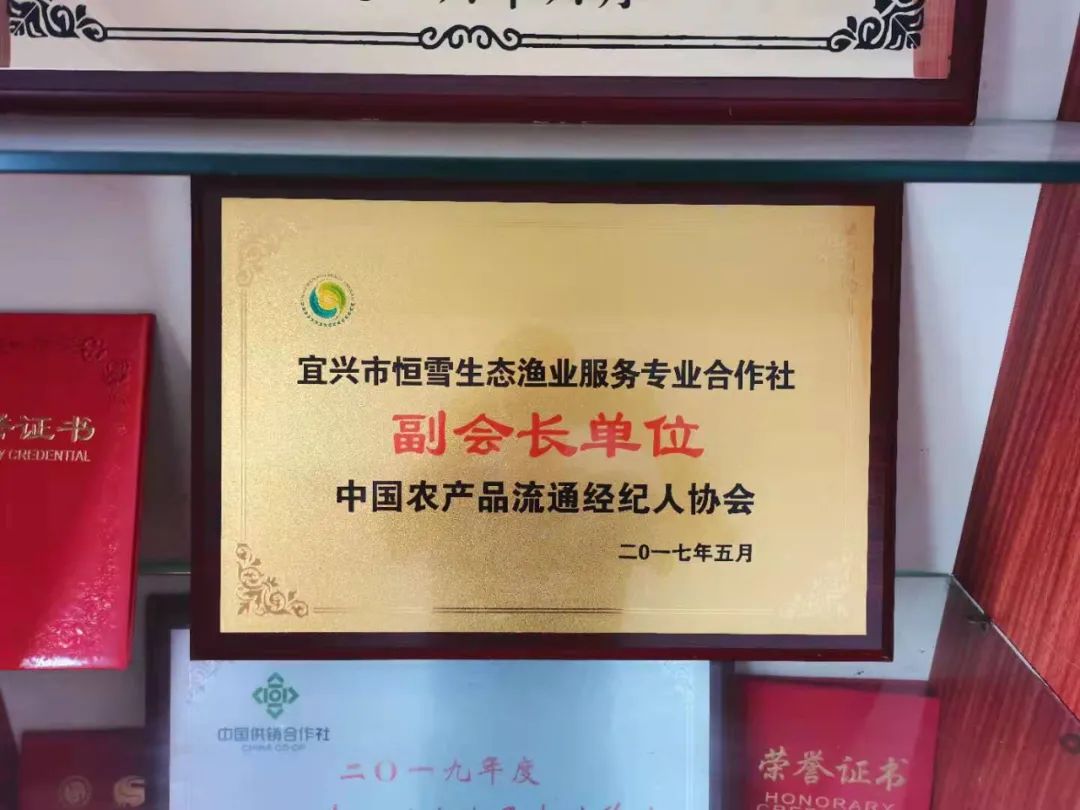 宜兴市恒雪生态渔业服务专业合作社
副会长单位
中国农产品流通经纪人协会
二0一七年五月
誉证书
Y CREDENTIAL
中国供销合作社
CHINA CO-OP
二〇一九年度
荣誉证书
HONORARY